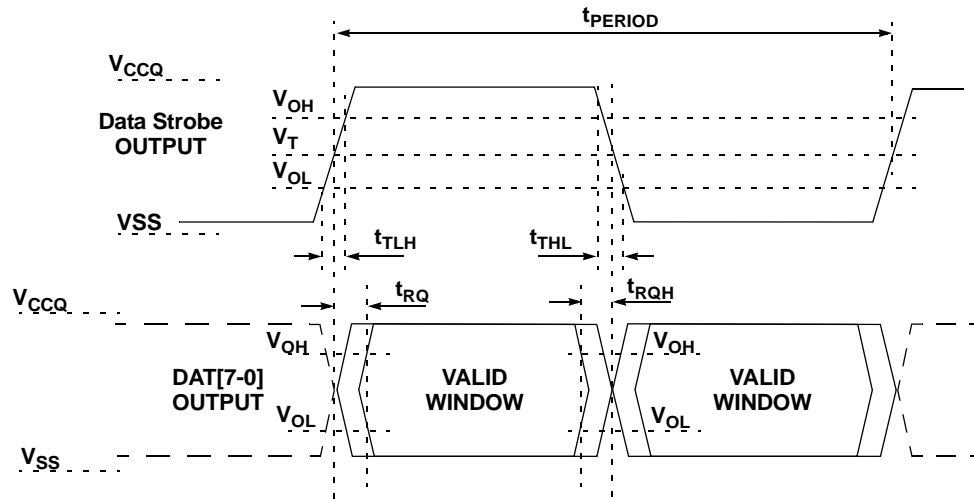 tPERIOD
VCCQ
VOH
Data Strobe
OUTPUT
VT
VOL
VSS
tTLH
tTHL
tRQ
tRQH
VCCQ
VOH
VOH
DAT[7-0]
OUTPUT
VALID
WINDOW
VALID
WINDOW
VOL
VOL
VSS